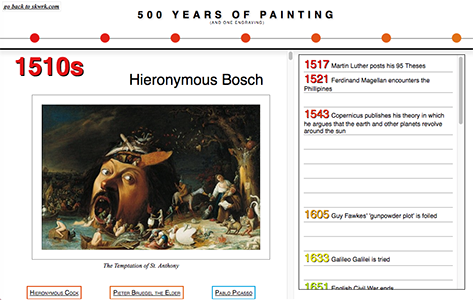 go back to skwrk.com
500 YEARS OF PAINTING
(AND ONE ENGRAVING)
1510s
Hieronymous Bosch
The Temptation of St. Anthony
HIERONYMUS COCK
PIETER BRUEGEL THE ELDER
PABLO PICASSO
1517 Martin Luther posts his 95 Theses
1521 Ferdinand Magellan encounters the
Phillipines
1543 Copernicus publishes his theory in which
he argues that the earth and other planets revolve
around the sun
1605 Guy Fawkes' 'gunpowder plot' is foiled
1633 Galileo Galilei is tried
1651 English Civil War ends